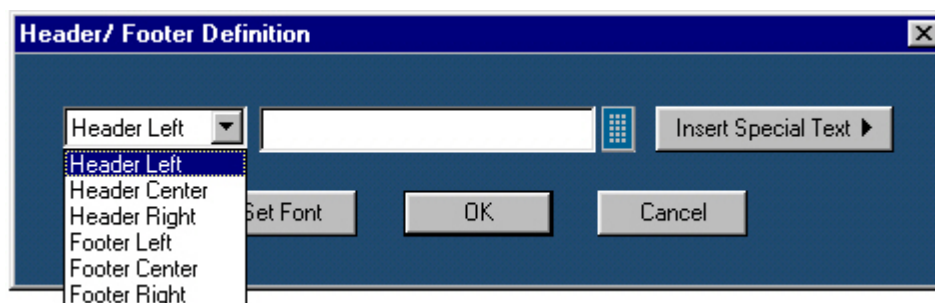 Header/ Footer Definition
Header Left
Insert Special Text
Header Left
Header Center
Header Right
Set Font
OK
Cancel
Footer Left
Footer Center
Footer Right